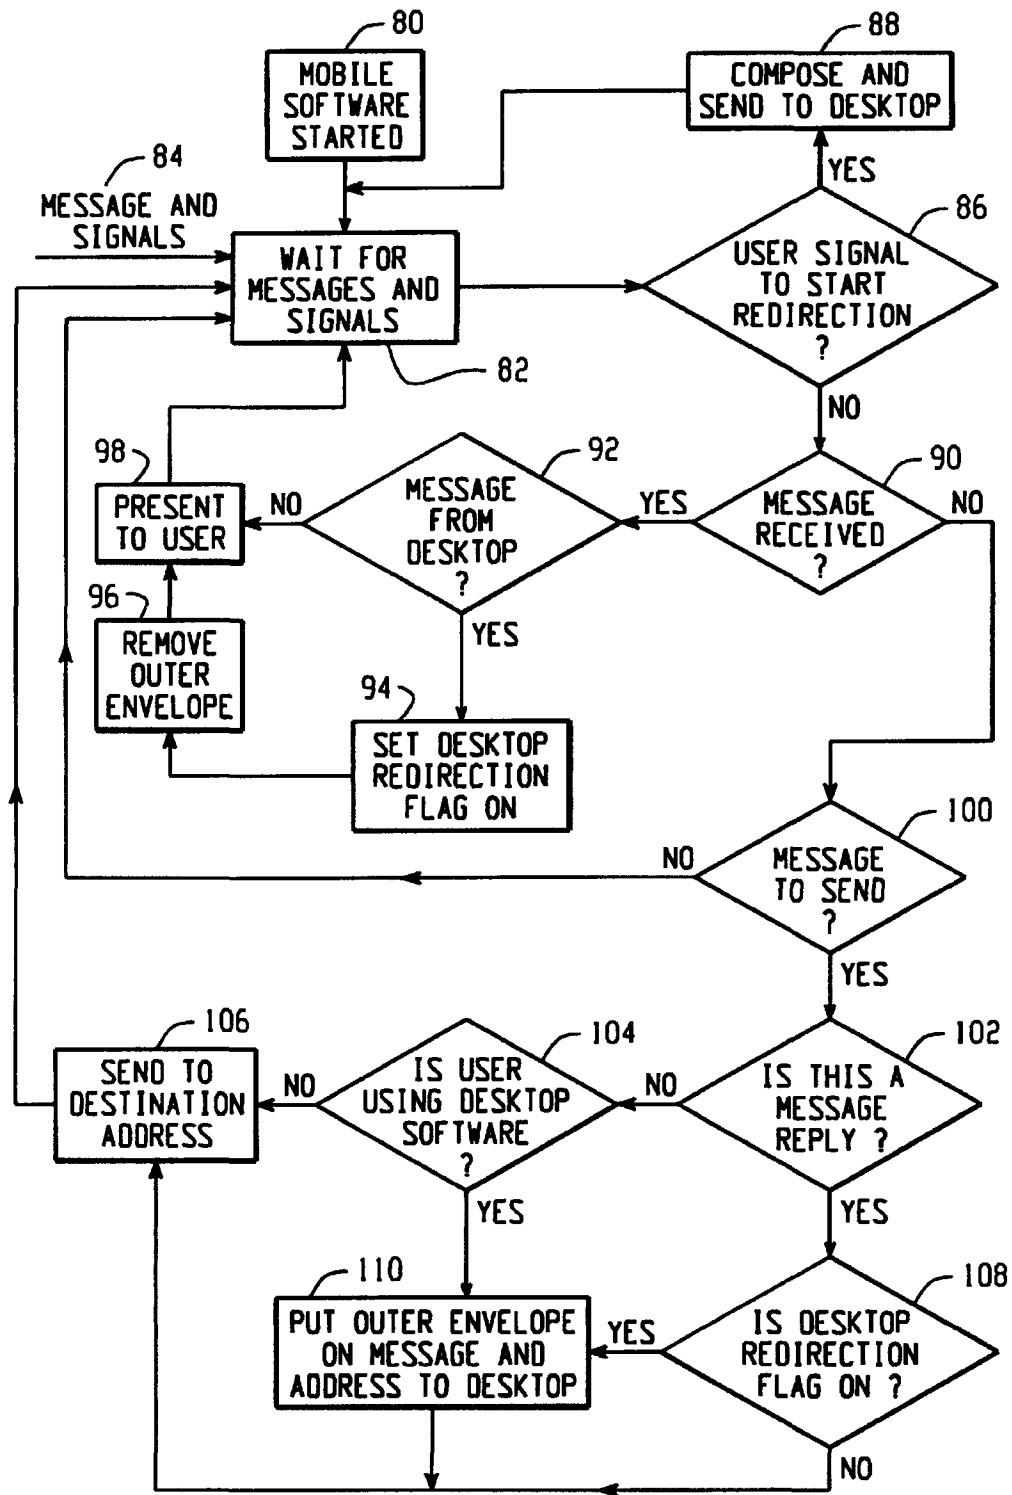 80
MOBILE
SOFTWARE
STARTED
88
COMPOSE AND
SEND TO DESKTOP
YES
84
MESSAGE AND
SIGNALS
86
USER SIGNAL
TO START
REDIRECTION
?
WAIT FOR
MESSAGES AND
SIGNALS
82
NO
98
PRESENT
TO USER
NO
92
MESSAGE
FROM
DESKTOP
?
YES
90
MESSAGE
RECEIVED
?
NO
YES
96
REMOVE
OUTER
ENVELOPE
94
SET DESKTOP
REDIRECTION
FLAG ON
100
MESSAGE
TO SEND
?
NO
YES
106
SEND TO
DESTINATION
ADDRESS
NO
104
IS USER
USING DESKTOP
SOFTWARE
?
NO
102
IS THIS A
MESSAGE
REPLY ?
YES
YES
110
PUT OUTER ENVELOPE
ON MESSAGE AND
ADDRESS TO DESKTOP
YES
108
IS DESKTOP
REDIRECTION
FLAG ON ?
NO